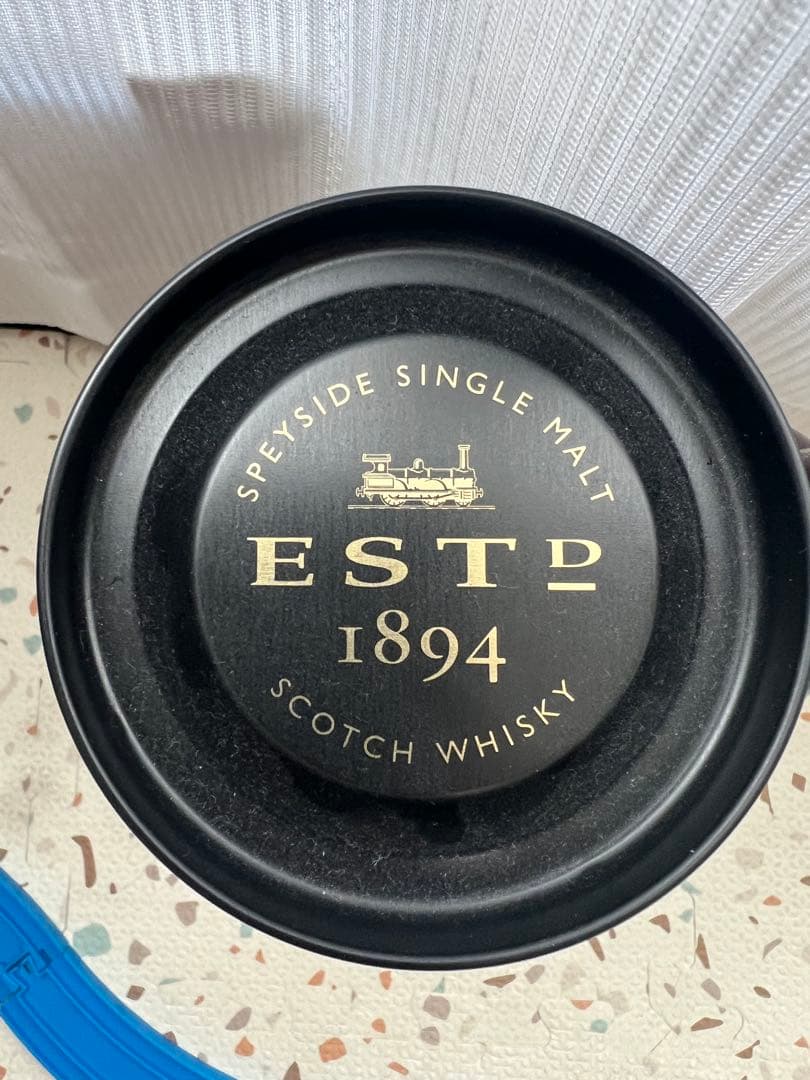 SPEYSIDE SINGLE MALT
ESTD
1894
SCOTCH WHISKY